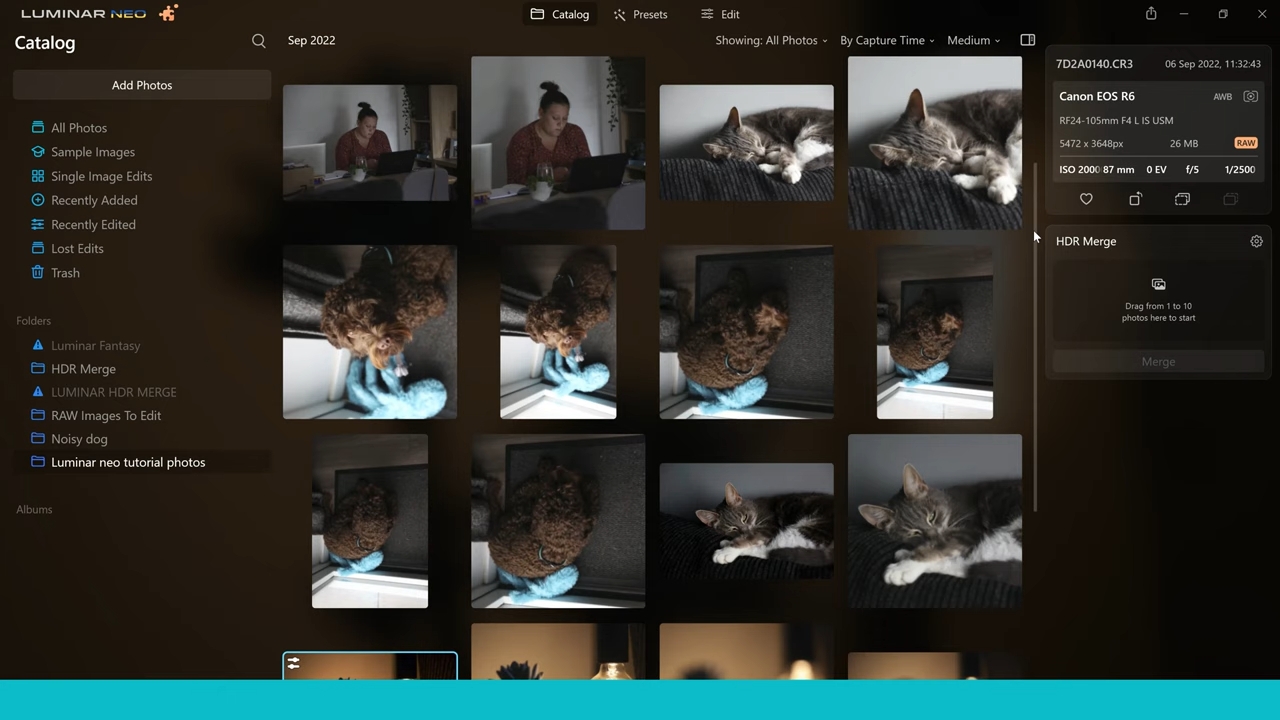 LUMINAR NEO
Catalog
Presets
Edit
Catalog
Sep 2022
Showing: All Photos
By Capture Time
Medium
Add Photos
All Photos
Sample Images
Single Image Edits
Recently Added
Recently Edited
Lost Edits
Trash
Folders
Luminar Fantasy
HDR Merge
LUMINAR HDR MERGE
RAW Images To Edit
Noisy dog
Luminar neo tutorial photos
Albums
7D2A0140.CR3
06 Sep 2022, 11:32:43
Canon EOS R6
AWB
RF24-105mm F4 L IS USM
5472 x 3648px
26 MB
RAW
ISO 2000 87 mm 0 EV f/5 1/2500
HDR Merge
Drag from 1 to 10
photos here to start
Merge